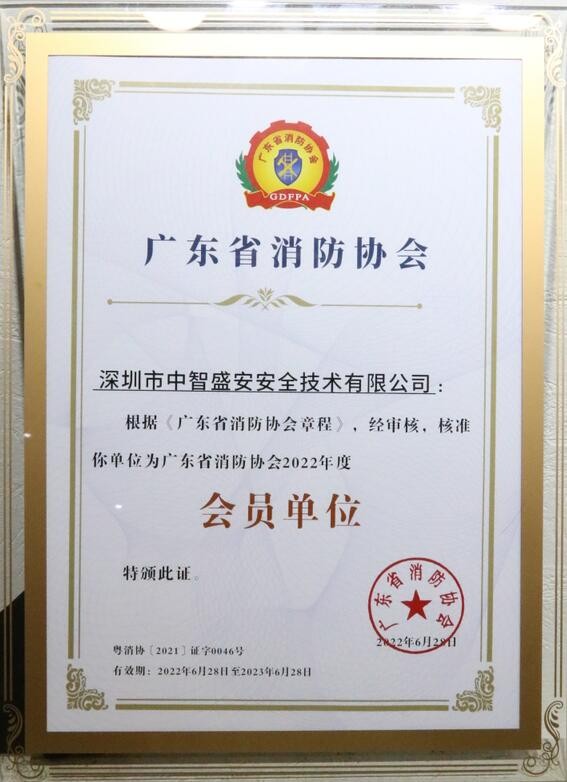 广东省消防协会
GDFPA
广东省消防协会
深圳市中智盛安安全技术有限公司：
根据《广东省消防协会章程》，经审核，核准
你单位为广东省消防协会2022年度
会员单位
特颁此证。
广东省消防协会
2022年6月28日
粤消协〔2021〕证字0046号
有效期：2022年6月28日至2023年6月28日